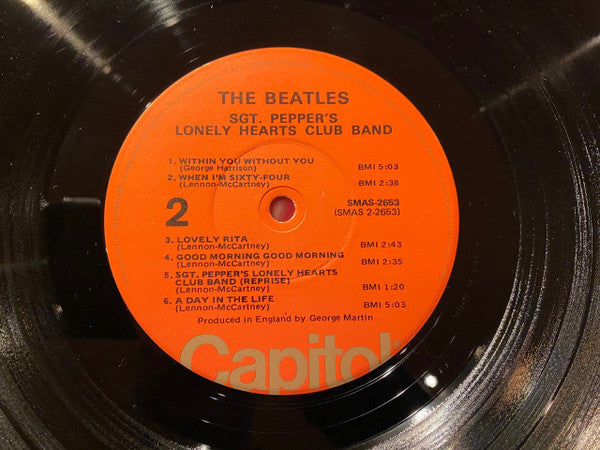 THE BEATLES
SGT. PEPPER'S
LONELY HEARTS CLUB BAND
1. WITHIN YOU WITHOUT YOU BMI 5:03
(George Harrison)
2. WHEN I'M SIXTY-FOUR BMI 2:38
(Lennon-McCartney)
2
SMAS-2653
(SMAS 2-2653)
3. LOVELY RITA BMI 2:43
(Lennon-McCartney)
4. GOOD MORNING GOOD MORNING BMI 2:35
(Lennon-McCartney)
5. SGT. PEPPER'S LONELY HEARTS
CLUB BAND (REPRISE) BMI 1:20
(Lennon-McCartney)
6. A DAY IN THE LIFE BMI 5:03
(Lennon-McCartney)
Produced in England by George Martin
Capitol